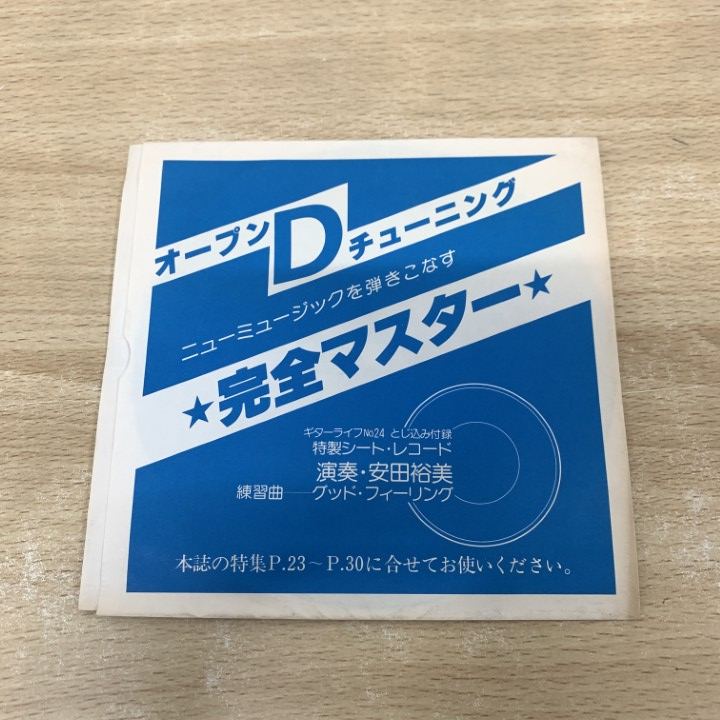 オープンDチューニング
ニューミュージックを弾きこなす
★完全マスター★
ギターライフNo24 とじ込み付録
特製シート・レコード
演奏・安田裕美
練習曲――グッド・フィーリング
本誌の特集P.23～P.30に合せてお使いください。